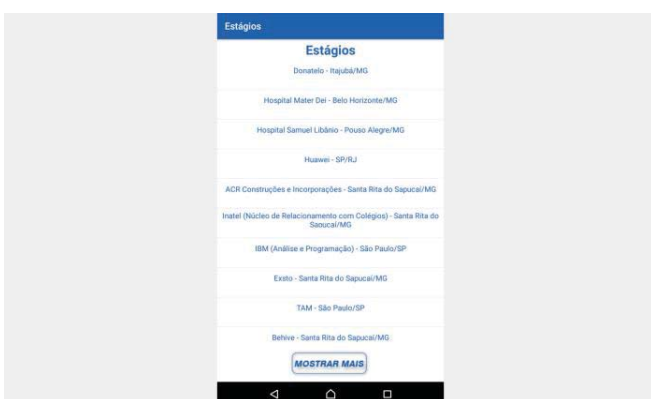 Estágios
Estágios
Donatelo - Itajubá/MG
Hospital Mater Dei - Belo Horizonte/MG
Hospital Samuel Libânio - Pouso Alegre/MG
Huawei - SP/RJ
ACR Construções e Incorporações - Santa Rita do Sapucaí/MG
Inatel (Núcleo de Relacionamento com Colégios) - Santa Rita do
Sapucaí/MG
IBM (Análise e Programação) - São Paulo/SP
Exsto - Santa Rita do Sapucaí/MG
TAM - São Paulo/SP
Behive - Santa Rita do Sapucaí/MG
MOSTRAR MAIS